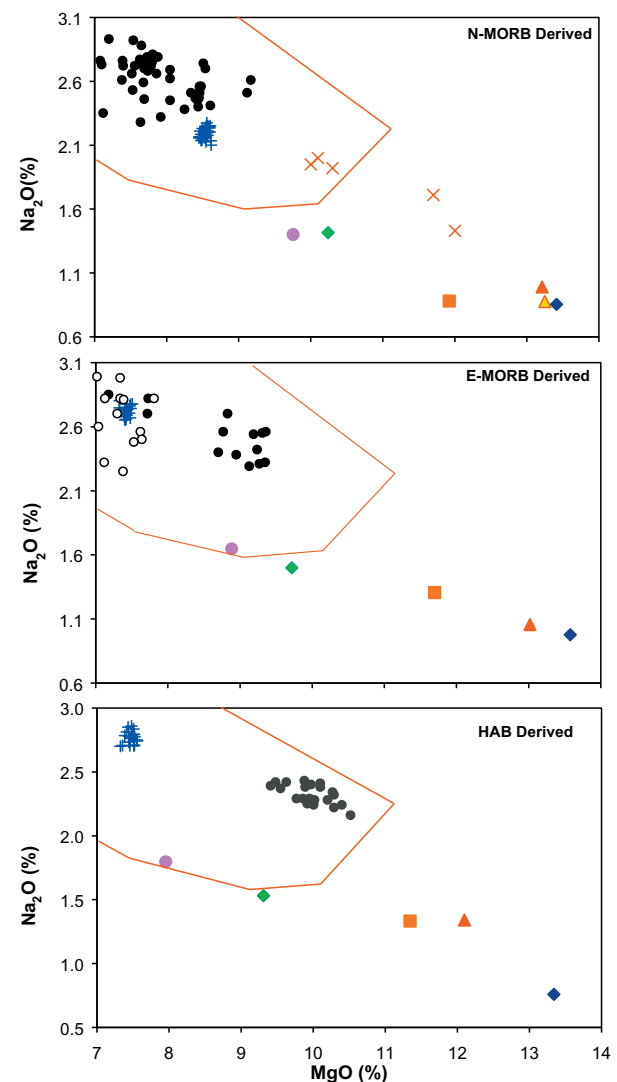 N-MORB Derived
3.1
2.6
2.1
1.6
1.1
0.6
Na2O(%)
E-MORB Derived
3.1
2.6
2.1
1.6
1.1
0.6
Na2O (%)
HAB Derived
3.0
2.5
2.0
1.5
1.0
0.5
Na2O (%)
7 8 9 10 11 12 13 14
MgO (%)